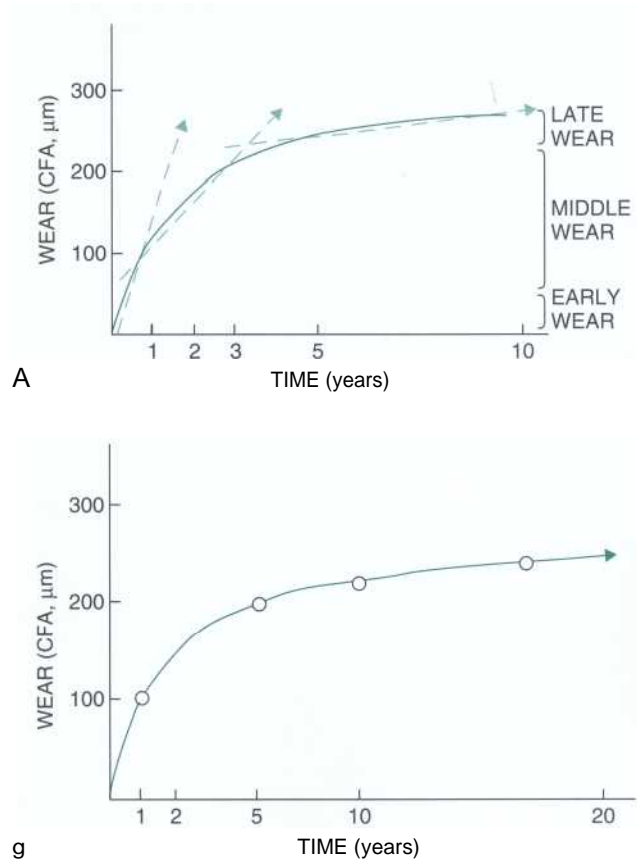 300
200
100
WEAR (CFA, μm)
LATE
WEAR
MIDDLE
WEAR
EARLY
WEAR
1 2 3 5 10
A
TIME (years)
300
200
100
WEAR (CFA, μm)
1 2 5 10 20
g
TIME (years)